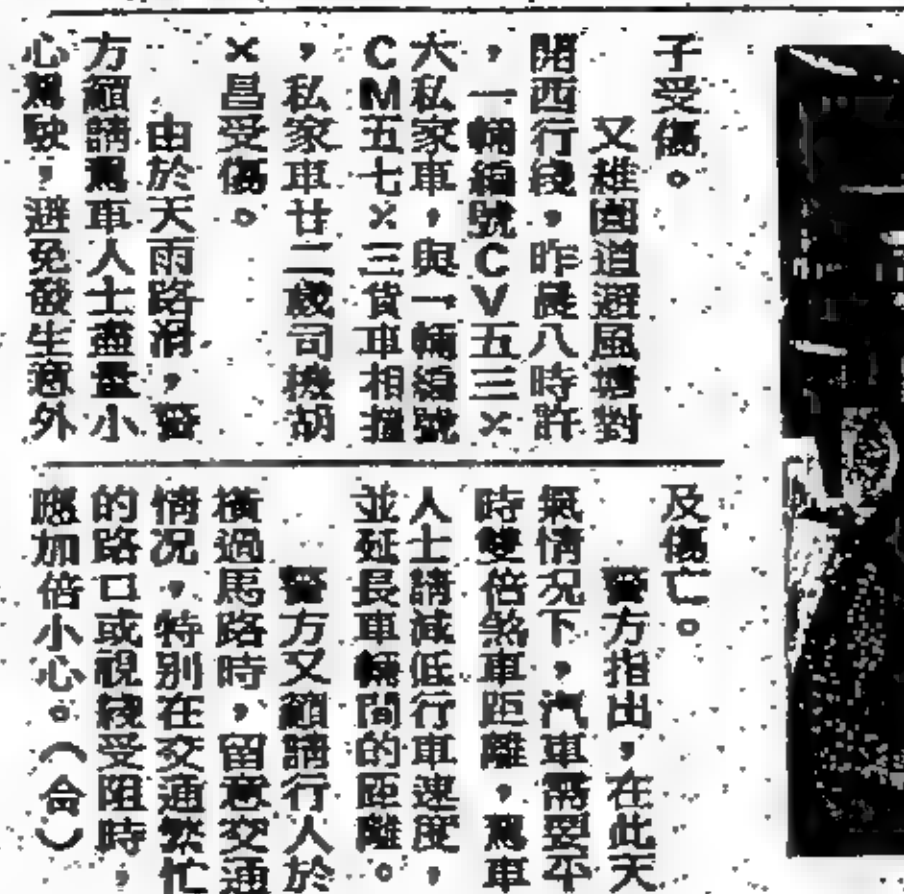 子受傷。
又維園道避風塘對
開西行綫,昨晨八時許
,一輛編號CV五三×
六私家車,與一輛編號
CM五七×三貨車相撞
,私家車廿二歲司機胡
×昌受傷。
由於天雨路滑,警
方籲請駕車人士盡量小
心駕駛,避免發生意外
及傷亡。
警方指出,在此天
氣情况下,汽車需要平
時雙倍煞車距離,駕車
人士請减低行車速度,
並延長車輛間的距離。
警方又籲請行人於
橫過馬路時,留意交通
情况,特別在交通繁忙
的路口或視綫受阻時,
應加倍小心。(合)